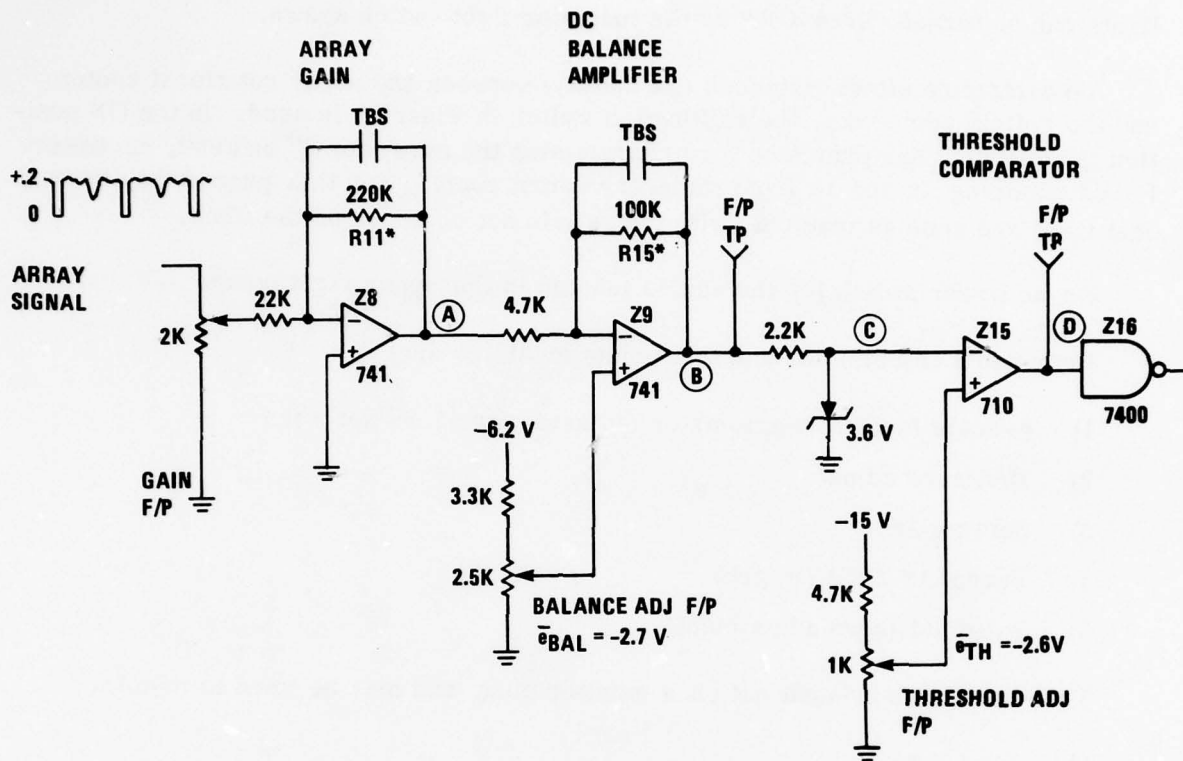 DC
BALANCE
AMPLIFIER
ARRAY
GAIN
TBS
TBS
THRESHOLD
COMPARATOR
+.2
0
220K
R11*
100K
R15*
F/P
TP
F/P
TP
ARRAY
SIGNAL
22K
Z8
A
4.7K
Z9
2.2K
C
Z15
D
Z16
2K
741
B
741
710
7400
-6.2 V
3.6 V
GAIN
F/P
3.3K
-15 V
2.5K
BALANCE ADJ F/P
e̅BAL = -2.7 V
4.7K
e̅TH = -2.6V
1K
THRESHOLD ADJ
F/P